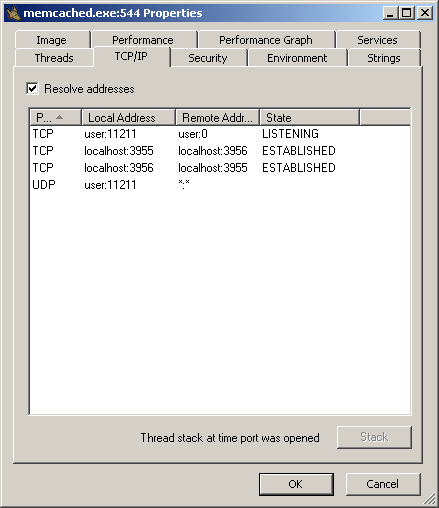 memcached.exe:544 Properties
Image Performance Performance Graph Services
Threads TCP/IP Security Environment Strings
Resolve addresses
P... Local Address Remote Addr... State
TCP user:11211 user:0 LISTENING
TCP localhost:3955 localhost:3956 ESTABLISHED
TCP localhost:3956 localhost:3955 ESTABLISHED
UDP user:11211 *:*
Thread stack at time port was opened Stack
OK Cancel